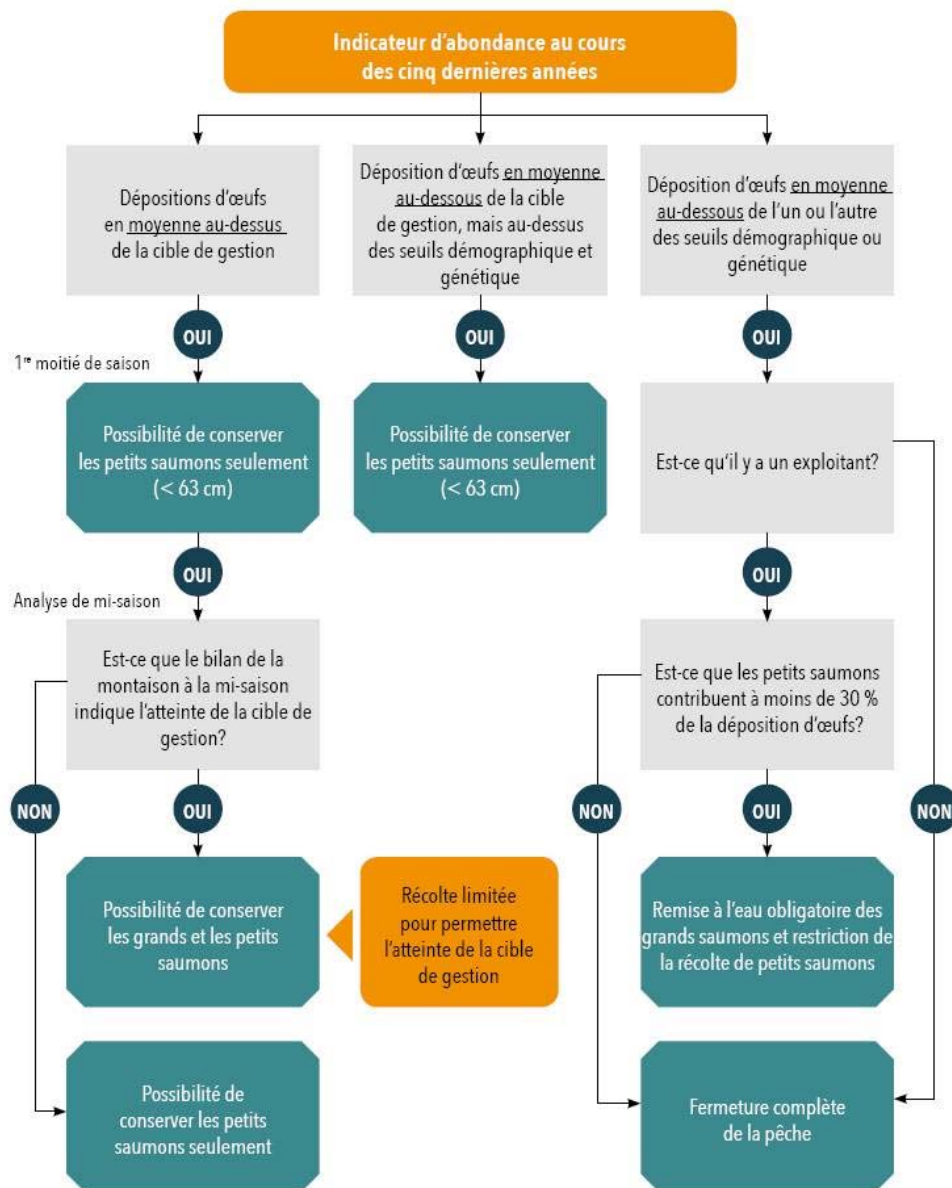 Indicateur d'abondance au cours
des cinq dernières années
Dépositions d'œufs
en moyenne au-dessus
de la cible de gestion
Déposition d'œufs en moyenne
au-dessous de la cible
de gestion, mais au-dessus
des seuils démographique et
génétique
Déposition d'œufs en moyenne
au-dessous de l'un ou l'autre
des seuils démographique ou
génétique
OUI
OUI
OUI
1re moitié de saison
Possibilité de conserver
les petits saumons seulement
(< 63 cm)
Possibilité de conserver
les petits saumons seulement
(< 63 cm)
Est-ce qu'il y a un exploitant?
OUI
OUI
Analyse de mi-saison
Est-ce que le bilan de la
montaison à la mi-saison
indique l'atteinte de la cible de
gestion?
Est-ce que les petits saumons
contribuent à moins de 30 %
de la déposition d'œufs?
NON
OUI
NON
OUI
NON
Possibilité de conserver
les grands et les petits
saumons
Récolte limitée
pour permettre
l'atteinte de la cible
de gestion
Remise à l'eau obligatoire des
grands saumons et restriction de
la récolte de petits saumons
Possibilité de
conserver les petits
saumons seulement
Fermeture complète
de la pêche